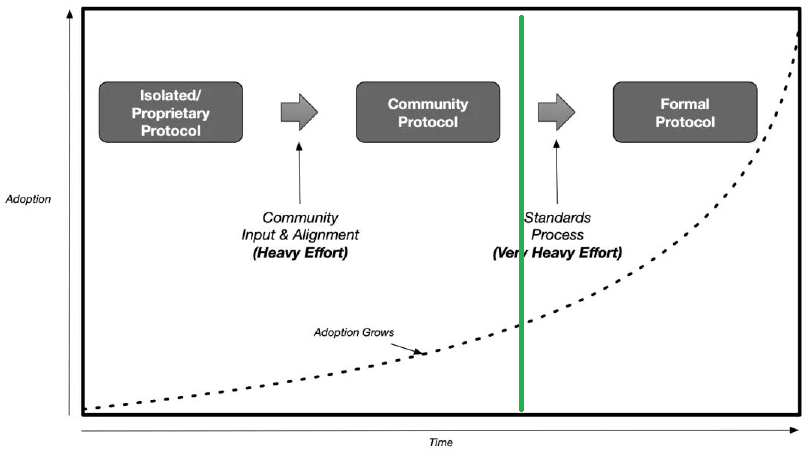 Isolated/
Proprietary
Protocol
Community
Protocol
Formal
Protocol
Adoption
Community
Input & Alignment
(Heavy Effort)
Standards
Process
(Very Heavy Effort)
Adoption Grows
Time